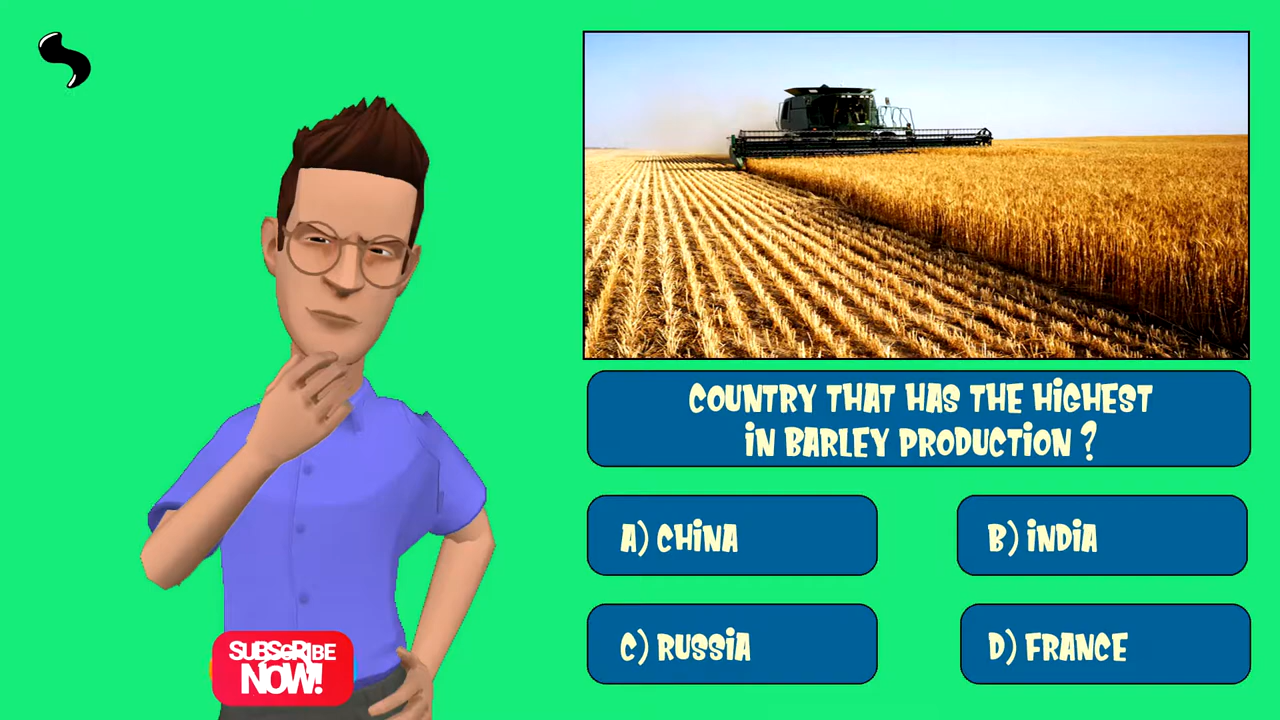 COUNTRY THAT HAS THE HIGHEST
IN BARLEY PRODUCTION ?
A) CHINA
B) INDIA
C) RUSSIA
D) FRANCE
SUBSCRIBE
NOW!